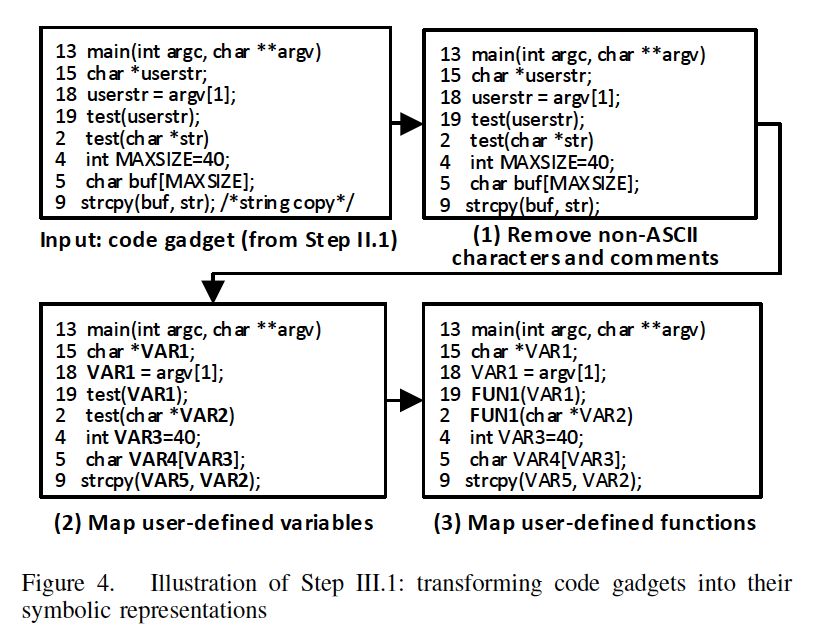 13 main(int argc, char **argv)
15 char *userstr;
18 userstr = argv[1];
19 test(userstr);
2 test(char *str)
4 int MAXSIZE=40;
5 char buf[MAXSIZE];
9 strcpy(buf, str); /*string copy*/
Input: code gadget (from Step II.1)
13 main(int argc, char **argv)
15 char *userstr;
18 userstr = argv[1];
19 test(userstr);
2 test(char *str)
4 int MAXSIZE=40;
5 char buf[MAXSIZE];
9 strcpy(buf, str);
(1) Remove non-ASCII
characters and comments
13 main(int argc, char **argv)
15 char *VAR1;
18 VAR1 = argv[1];
19 test(VAR1);
2 test(char *VAR2)
4 int VAR3=40;
5 char VAR4[VAR3];
9 strcpy(VAR5, VAR2);
(2) Map user-defined variables
13 main(int argc, char **argv)
15 char *VAR1;
18 VAR1 = argv[1];
19 FUN1(VAR1);
2 FUN1(char *VAR2)
4 int VAR3=40;
5 char VAR4[VAR3];
9 strcpy(VAR5, VAR2);
(3) Map user-defined functions
Figure 4. Illustration of Step III.1: transforming code gadgets into their
symbolic representations